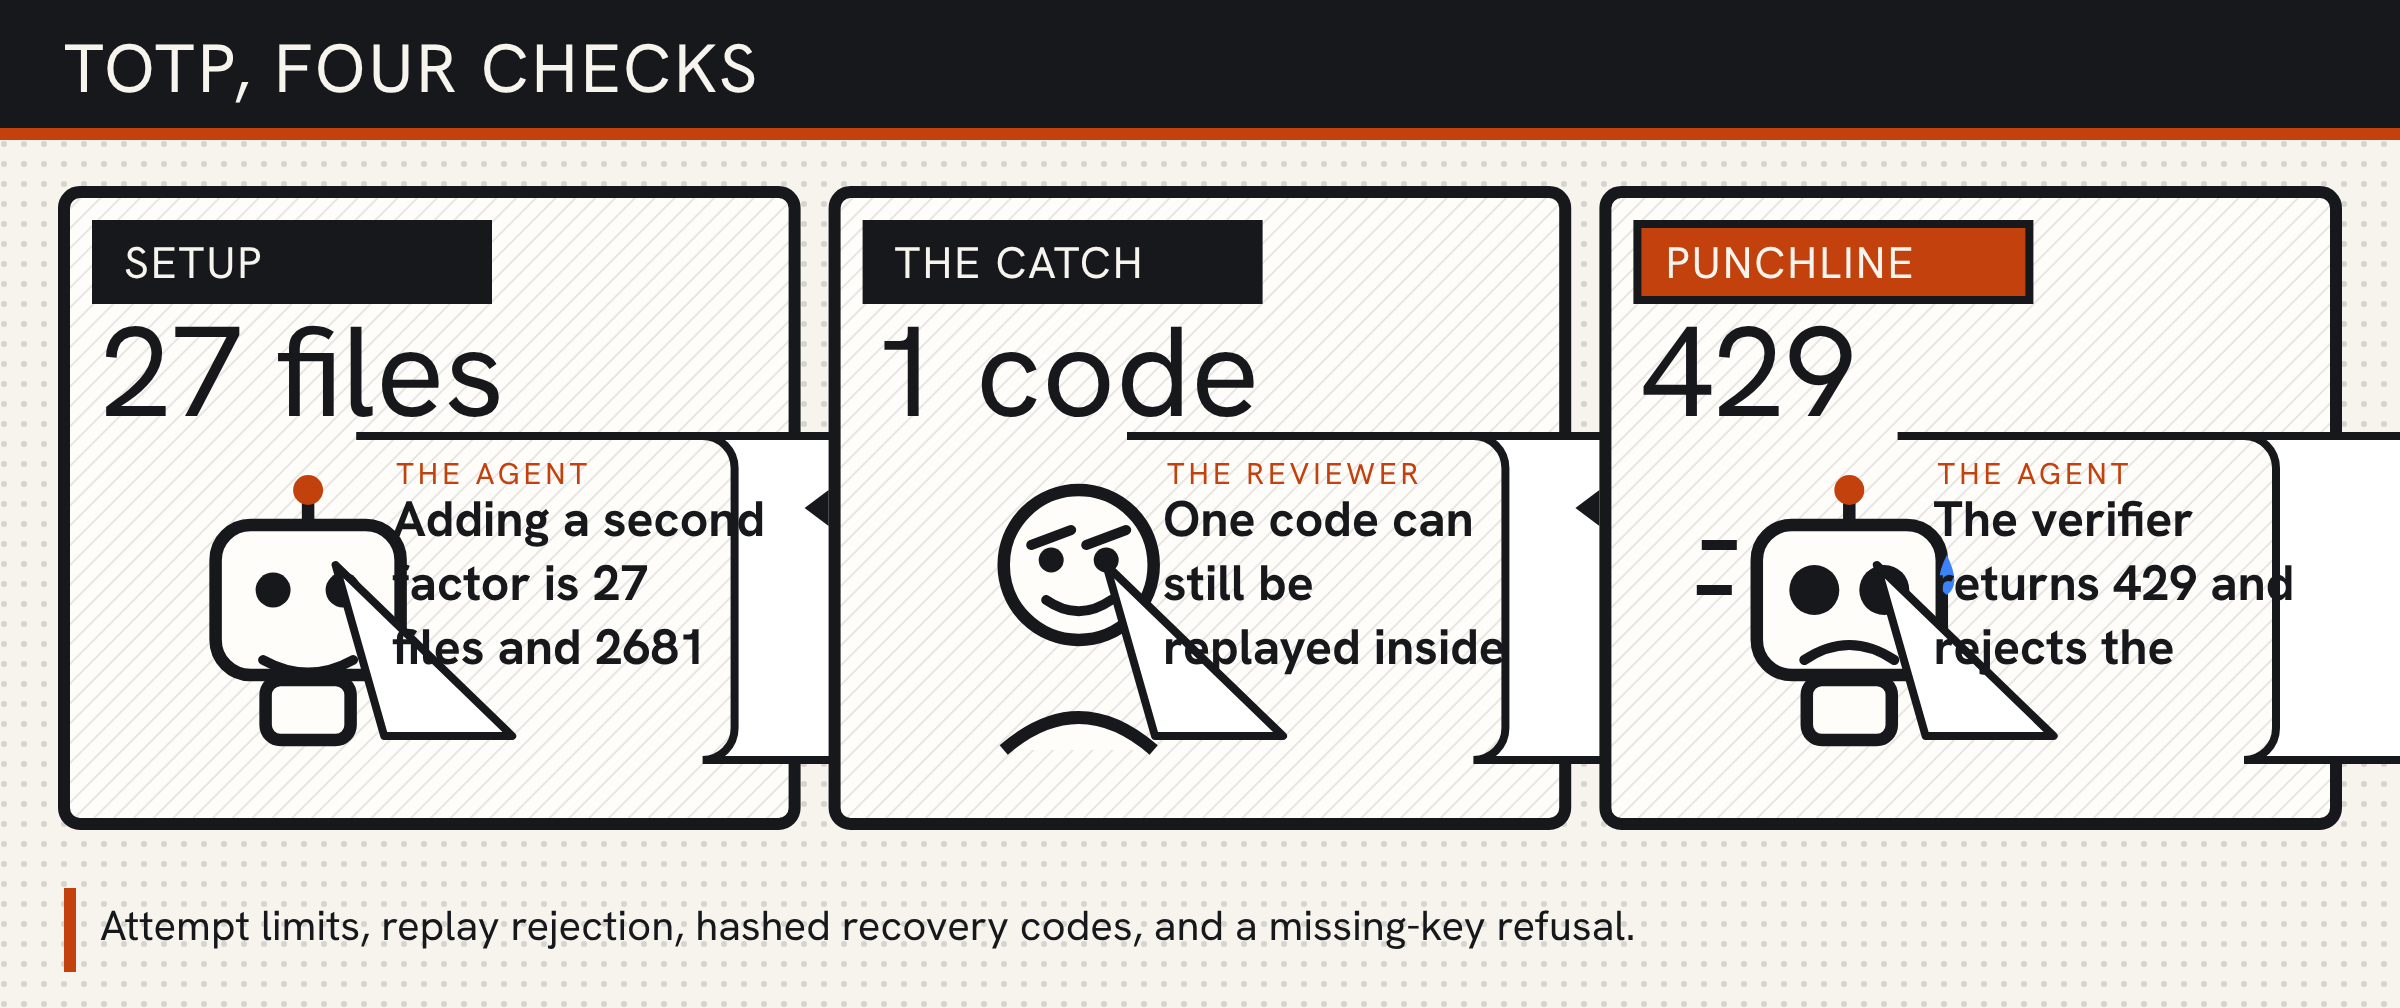 TOTP, FOUR CHECKS
SETUP
27 files
THE AGENT
Adding a second
factor is 27
files and 2681
THE CATCH
1 code
THE REVIEWER
One code can
still be
replayed inside
PUNCHLINE
429
THE AGENT
The verifier
returns 429 and
rejects the
Attempt limits, replay rejection, hashed recovery codes, and a missing-key refusal.